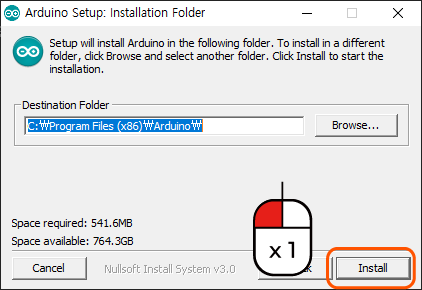 Arduino Setup: Installation Folder
Setup will install Arduino in the following folder. To install in a different
folder, click Browse and select another folder. Click Install to start the
installation.
Destination Folder
C:₩Program Files (x86)₩Arduino₩
Browse...
Space required: 541.6MB
Space available: 764.3GB
Cancel
Nullsoft Install System v3.0
x 1
Install